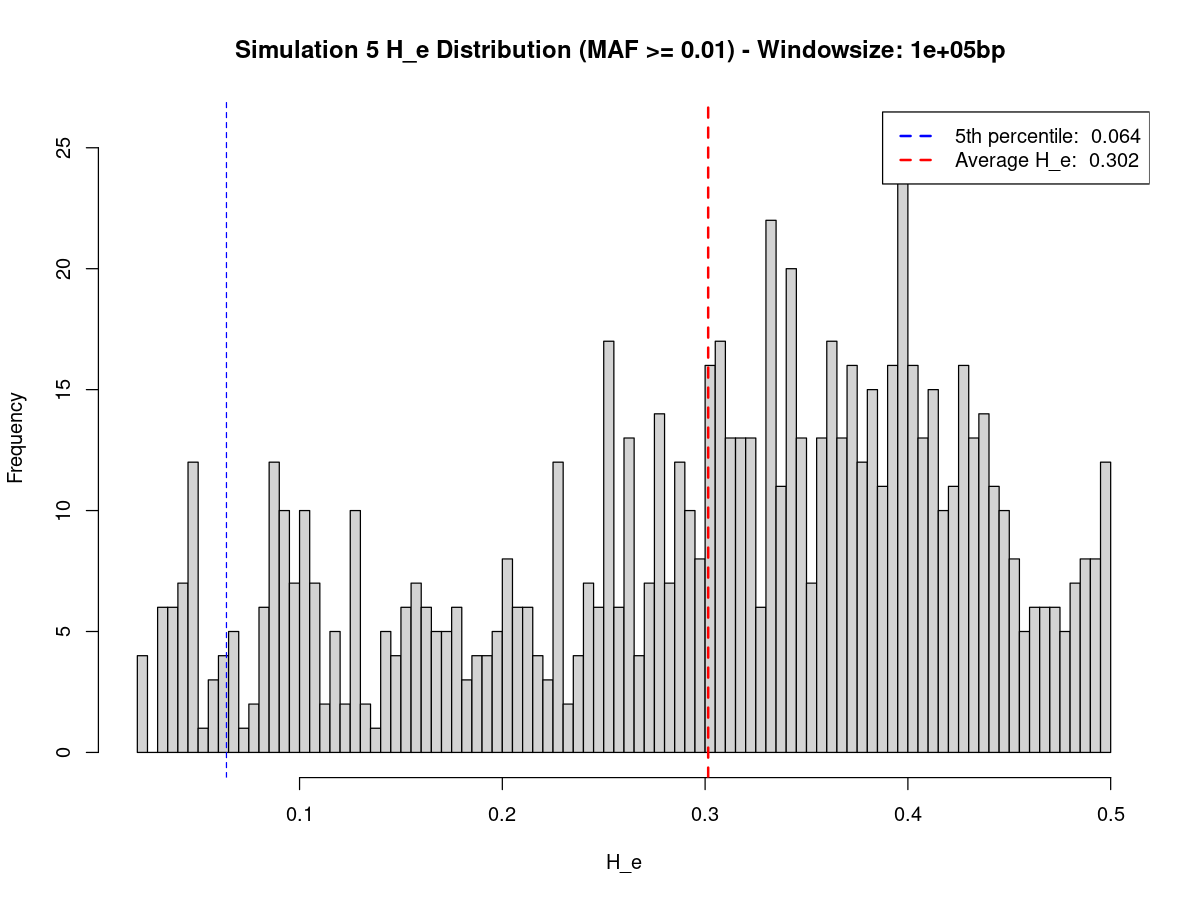 Simulation 5 H_e Distribution (MAF >= 0.01) - Windowsize: 1e+05bp
5th percentile: 0.064
Average H_e: 0.302
Frequency
25
20
15
10
5
0
0.1 0.2 0.3 0.4 0.5
H_e